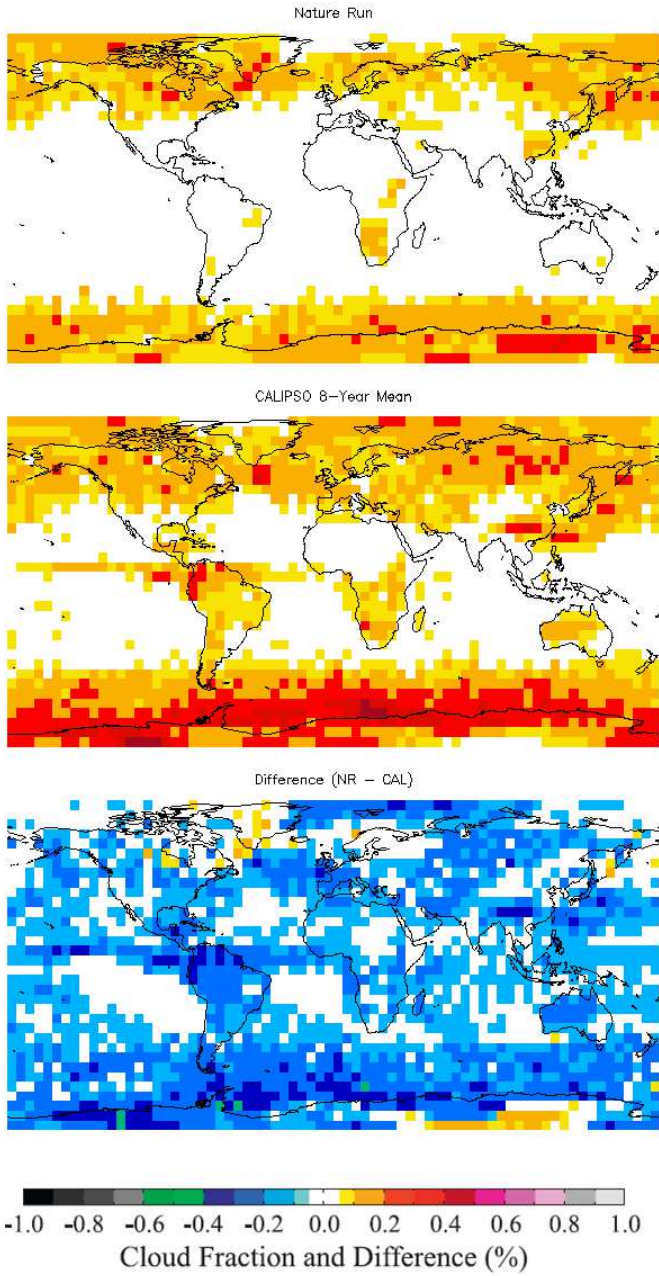 Nature Run
CALIPSO 8-Year Mean
Difference (NR - CAL)
-1.0 -0.8 -0.6 -0.4 -0.2 0.0 0.2 0.4 0.6 0.8 1.0
Cloud Fraction and Difference (%)